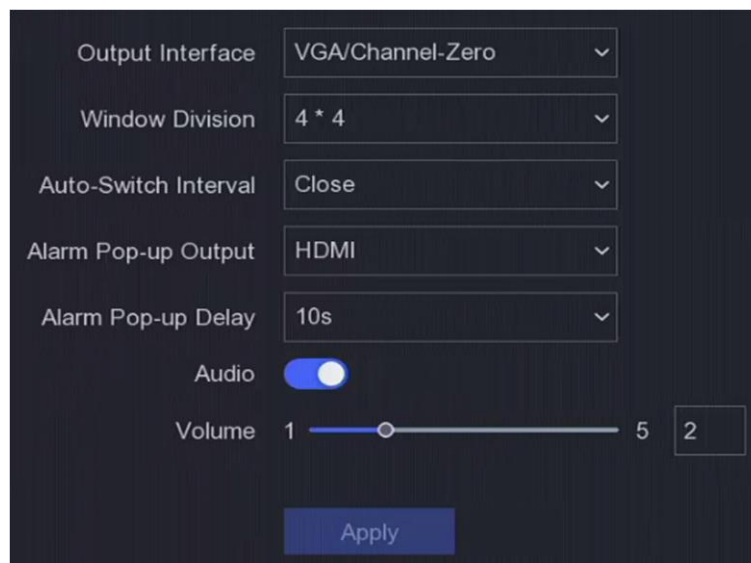 Output Interface VGA/Channel-Zero
Window Division 4 * 4
Auto-Switch Interval Close
Alarm Pop-up Output HDMI
Alarm Pop-up Delay 10s
Audio
Volume 1 5 2
Apply